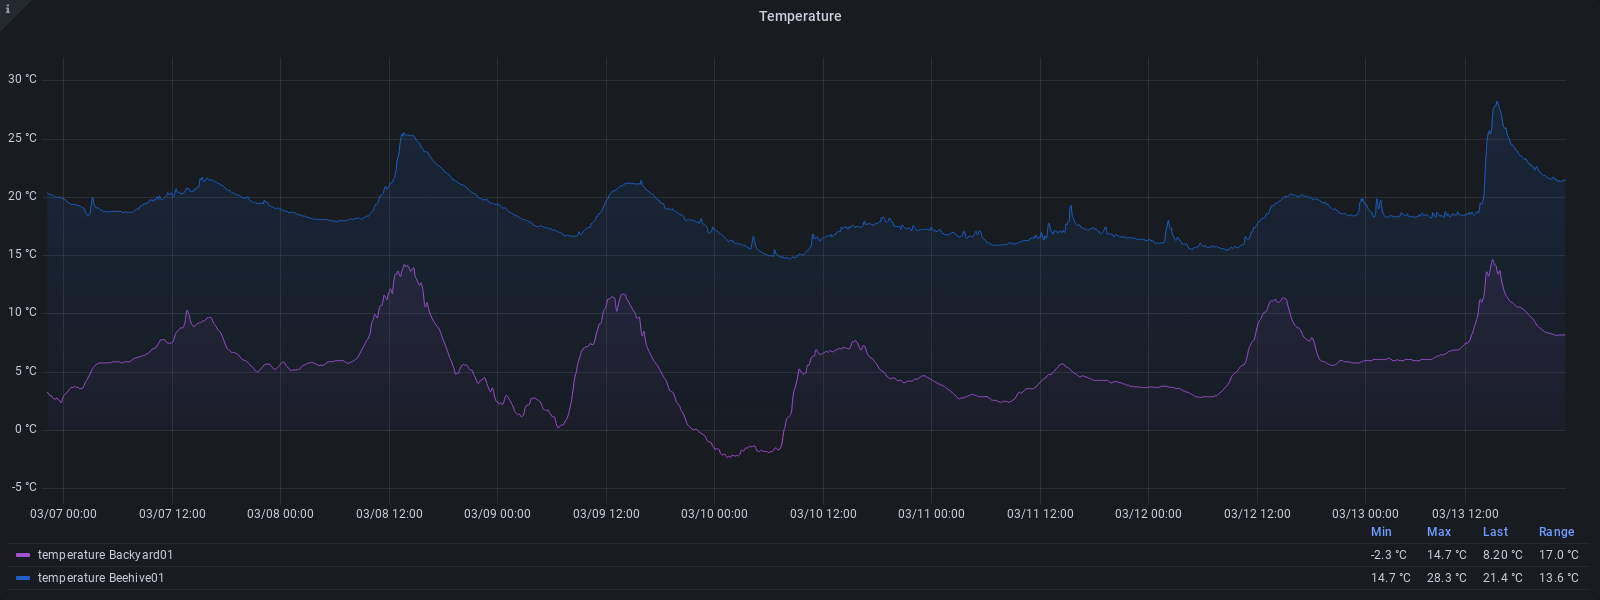 i
Temperature
30 °C
25 °C
20 °C
15 °C
10 °C
5 °C
0 °C
-5 °C
03/07 00:00 03/07 12:00 03/08 00:00 03/08 12:00 03/09 00:00 03/09 12:00 03/10 00:00 03/10 12:00 03/11 00:00 03/11 12:00 03/12 00:00 03/12 12:00 03/13 00:00 03/13 12:00
Min Max Last Range
temperature Backyard01 -2.3 °C 14.7 °C 8.20 °C 17.0 °C
temperature Beehive01 14.7 °C 28.3 °C 21.4 °C 13.6 °C